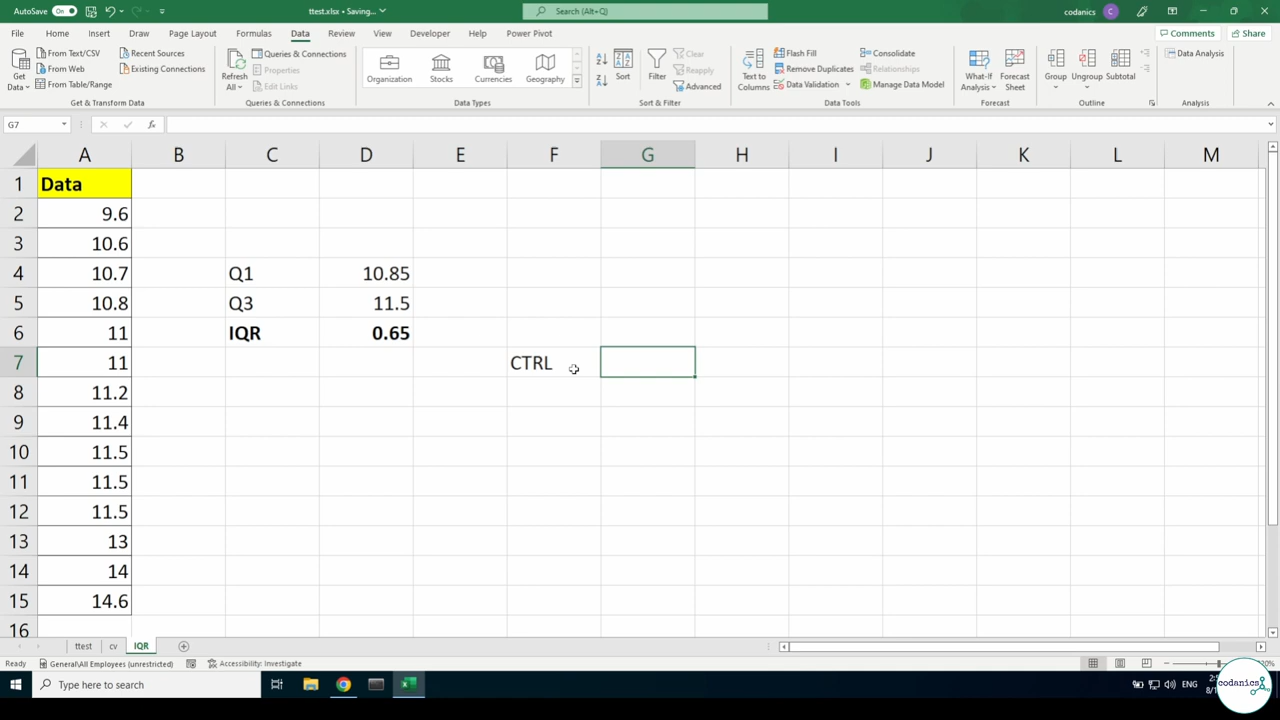 AutoSave On ttest.xlsx • Saving... Search (Alt+Q) codanics C
File Home Insert Draw Page Layout Formulas Data Review View Developer Help Power Pivot Comments Share
Get Data From Text/CSV Recent Sources
From Web Existing Connections
From Table/Range
Get & Transform Data
Refresh All Queries & Connections
Properties
Edit Links
Queries & Connections
Organization Stocks Currencies Geography
Data Types
Sort Filter Clear
Reapply
Advanced
Sort & Filter
Text to Columns Flash Fill Consolidate
Remove Duplicates Relationships
Data Validation Manage Data Model
Data Tools
What-If Analysis Forecast Sheet
Forecast
Group Ungroup Subtotal
Outline
Data Analysis
Analysis
G7 fx
A B C D E F G H I J K L M
1 Data
2 9.6
3 10.6
4 10.7 Q1 10.85
5 10.8 Q3 11.5
6 11 IQR 0.65
7 11 CTRL
8 11.2
9 11.4
10 11.5
11 11.5
12 11.5
13 13
14 14
15 14.6
16
ttest cv IQR
Ready General\All Employees (unrestricted) Accessibility: Investigate
Type here to search ENG
codanics